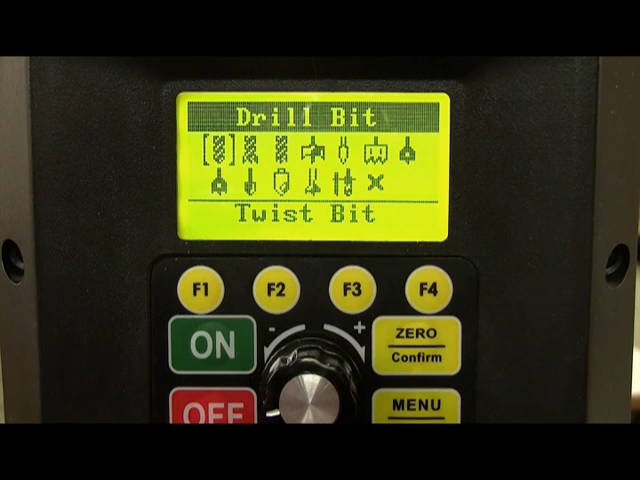 Drill Bit
Twist Bit
F1 F2 F3 F4
- +
ON
ZERO
Confirm
OFF
MENU